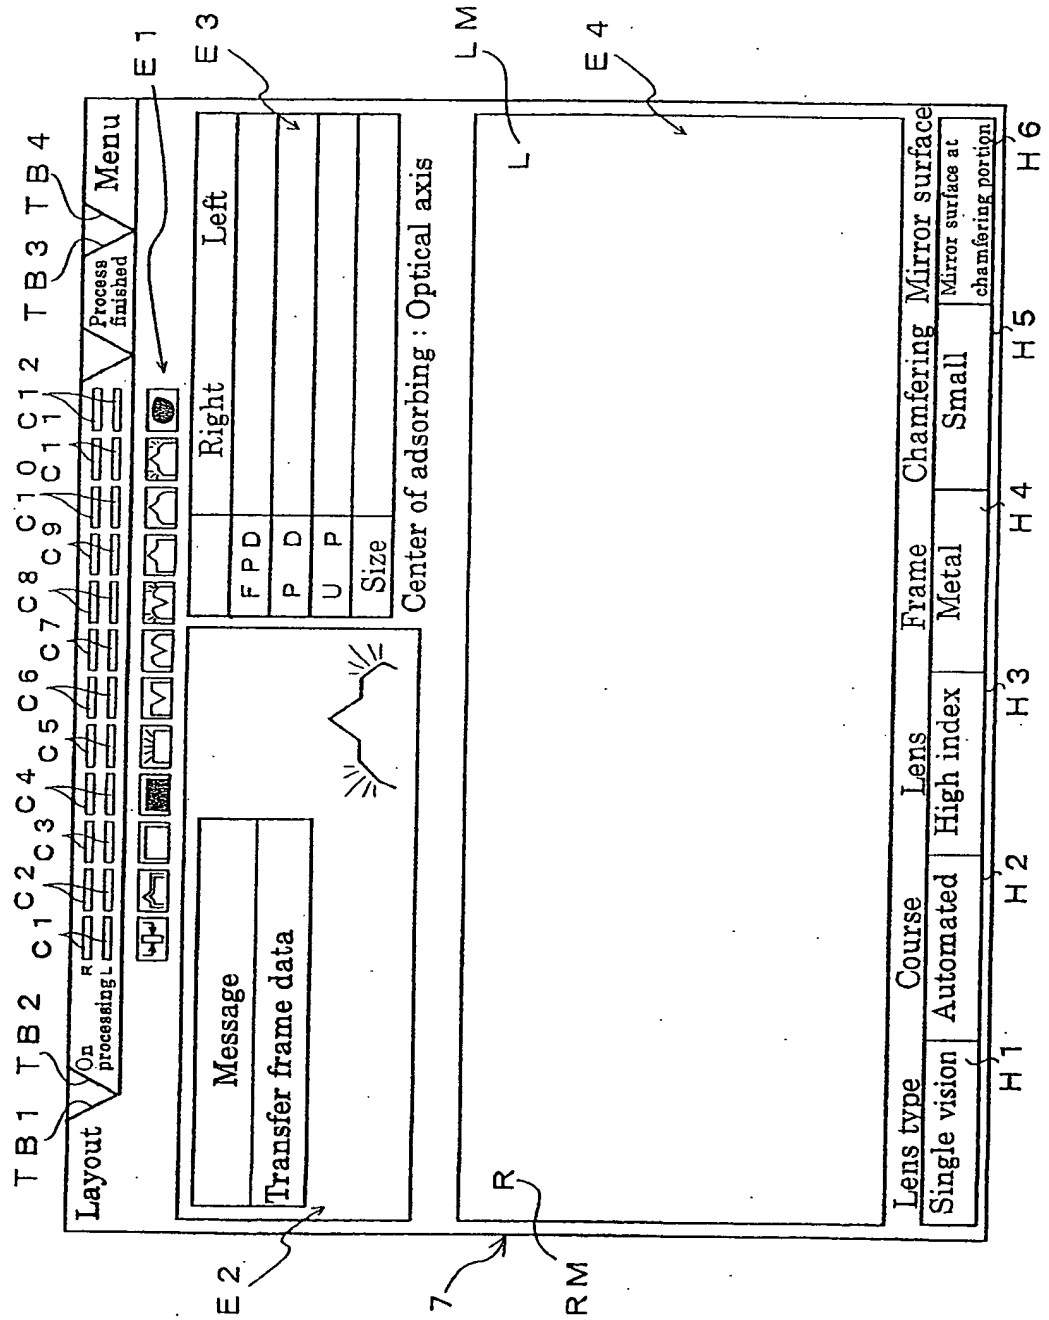 TB1 TB2 C1 C2 C3 C4 C5 C6 C7 C8 C9 C10 C11 C12 TB3 TB4
Layout
On processing
R
L
Process finished
Menu
E1
E2
E3
Message
Transfer frame data
Right Left
FPD
PD
UP
Size
Center of adsorbing : Optical axis
7
R
RM
L
LM
E4
Lens type Course Lens Frame Chamfering Mirror surface
Single vision Automated High index Metal Small Mirror surface at chamfering portion
H1 H2 H3 H4 H5 H6